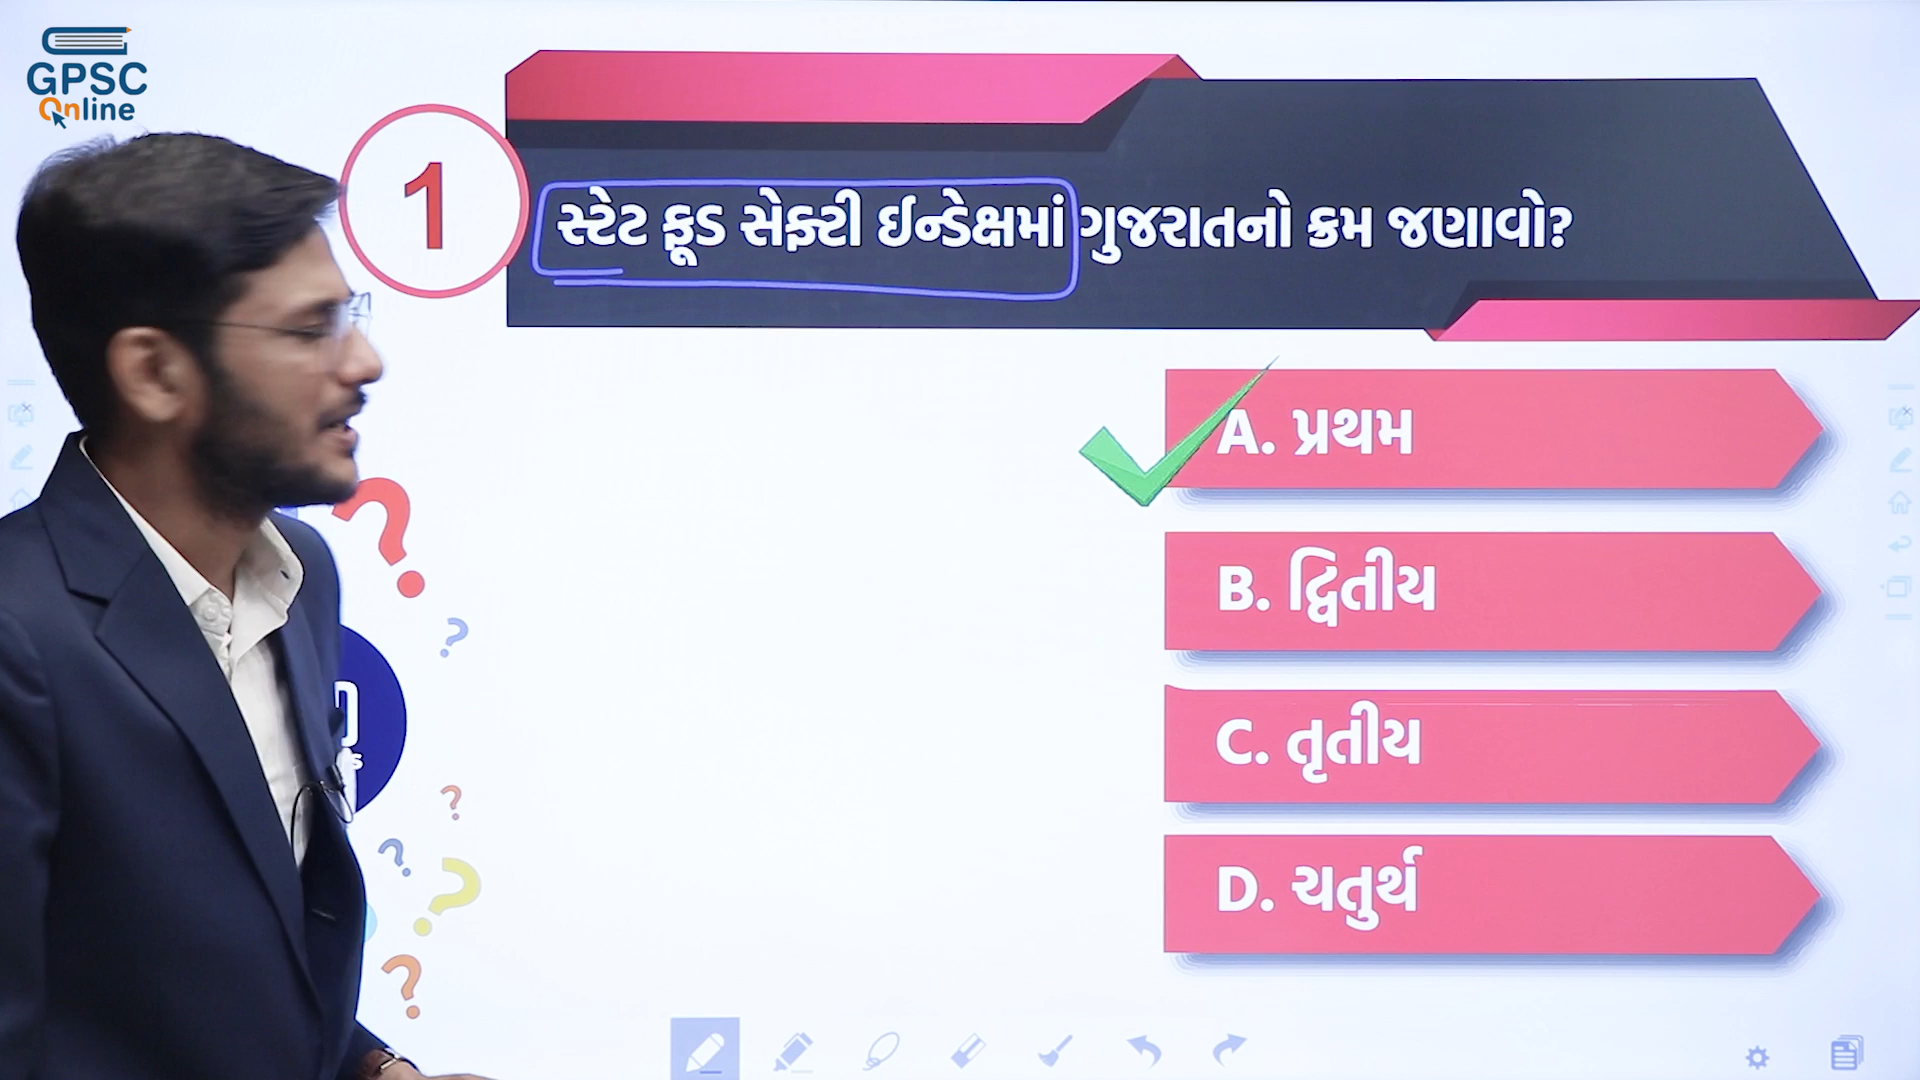 GPSC
Online
1
સ્ટેટ ફૂડ સેફ્ટી ઈન્ડેક્ષમાં ગુજરાતનો ક્રમ જણાવો?
A. પ્રથમ
B. દ્વિતીય
C. તૃતીય
D. ચતુર્થ